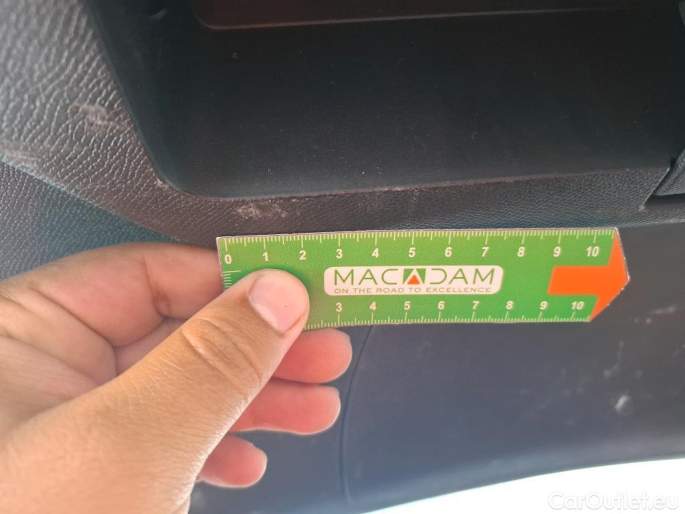 0 1 2 3 4 5 6 7 8 9 10
MACADAM
ON THE ROAD TO EXCELLENCE
3 4 5 6 7 8 9 10
CarOutlet.eu